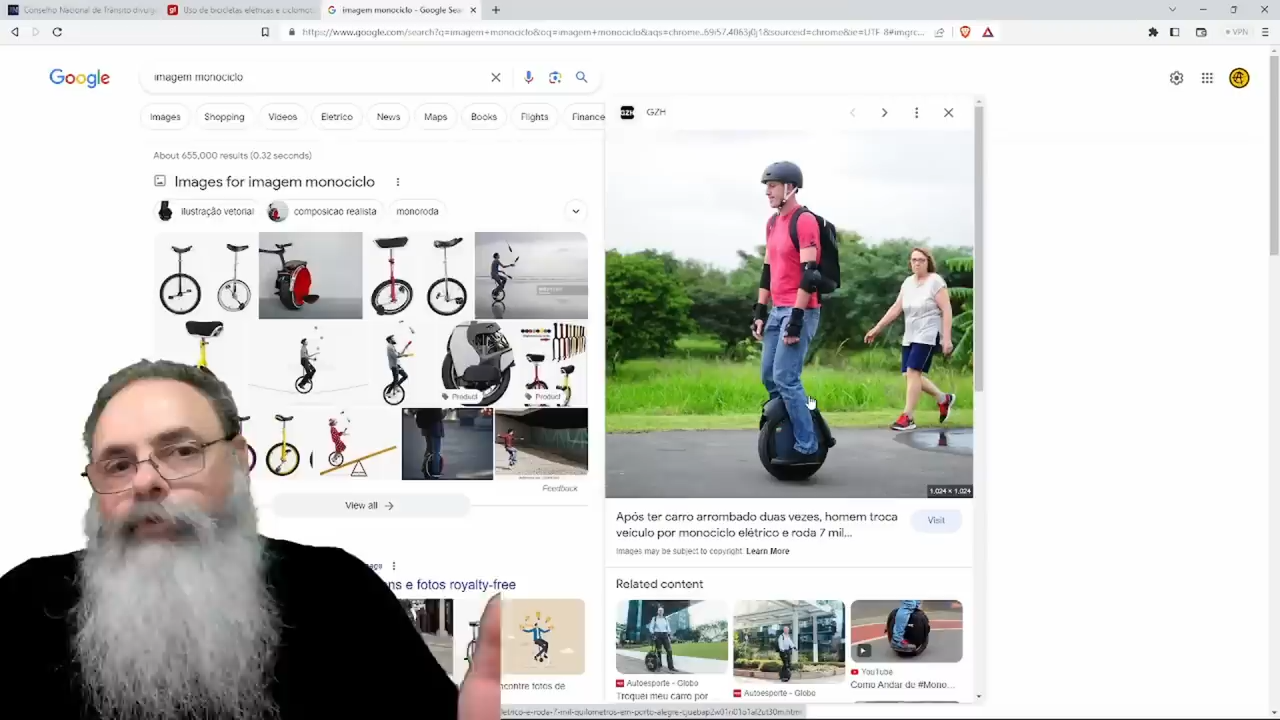 Conselho Nacional de Trânsito divulg
Uso de bicicletas elétricas e ciclomot
imagem monociclo - Google Sea
VPN
Google
imagem monociclo
Images
Shopping
Videos
Eletrico
News
Maps
Books
Flights
Finance
About 655,000 results (0.32 seconds)
Images for imagem monociclo
ilustração vetorial
composicao realista
monoroda
Product
Product
Feedback
View all
ns e fotos royalty-free
ncontre fotos de
GZH
GZH
1,024 × 1,024
Após ter carro arrombado duas vezes, homem troca
veículo por monociclo elétrico e roda 7 mil...
Visit
Images may be subject to copyright. Learn More
Related content
Autoesporte - Globo
Troquei meu carro por
Autoesporte - Globo
YouTube
Como Andar de #Mono...